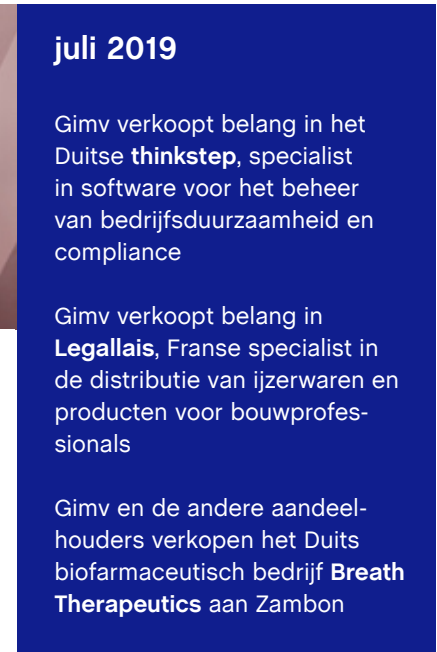 juli 2019
Gimv verkoopt belang in het
Duitse thinkstep, specialist
in software voor het beheer
van bedrijfsduurzaamheid en
compliance
Gimv verkoopt belang in
Legallais, Franse specialist in
de distributie van ijzerwaren en
producten voor bouwprofes-
sionals
Gimv en de andere aandeel-
houders verkopen het Duits
biofarmaceutisch bedrijf Breath
Therapeutics aan Zambon